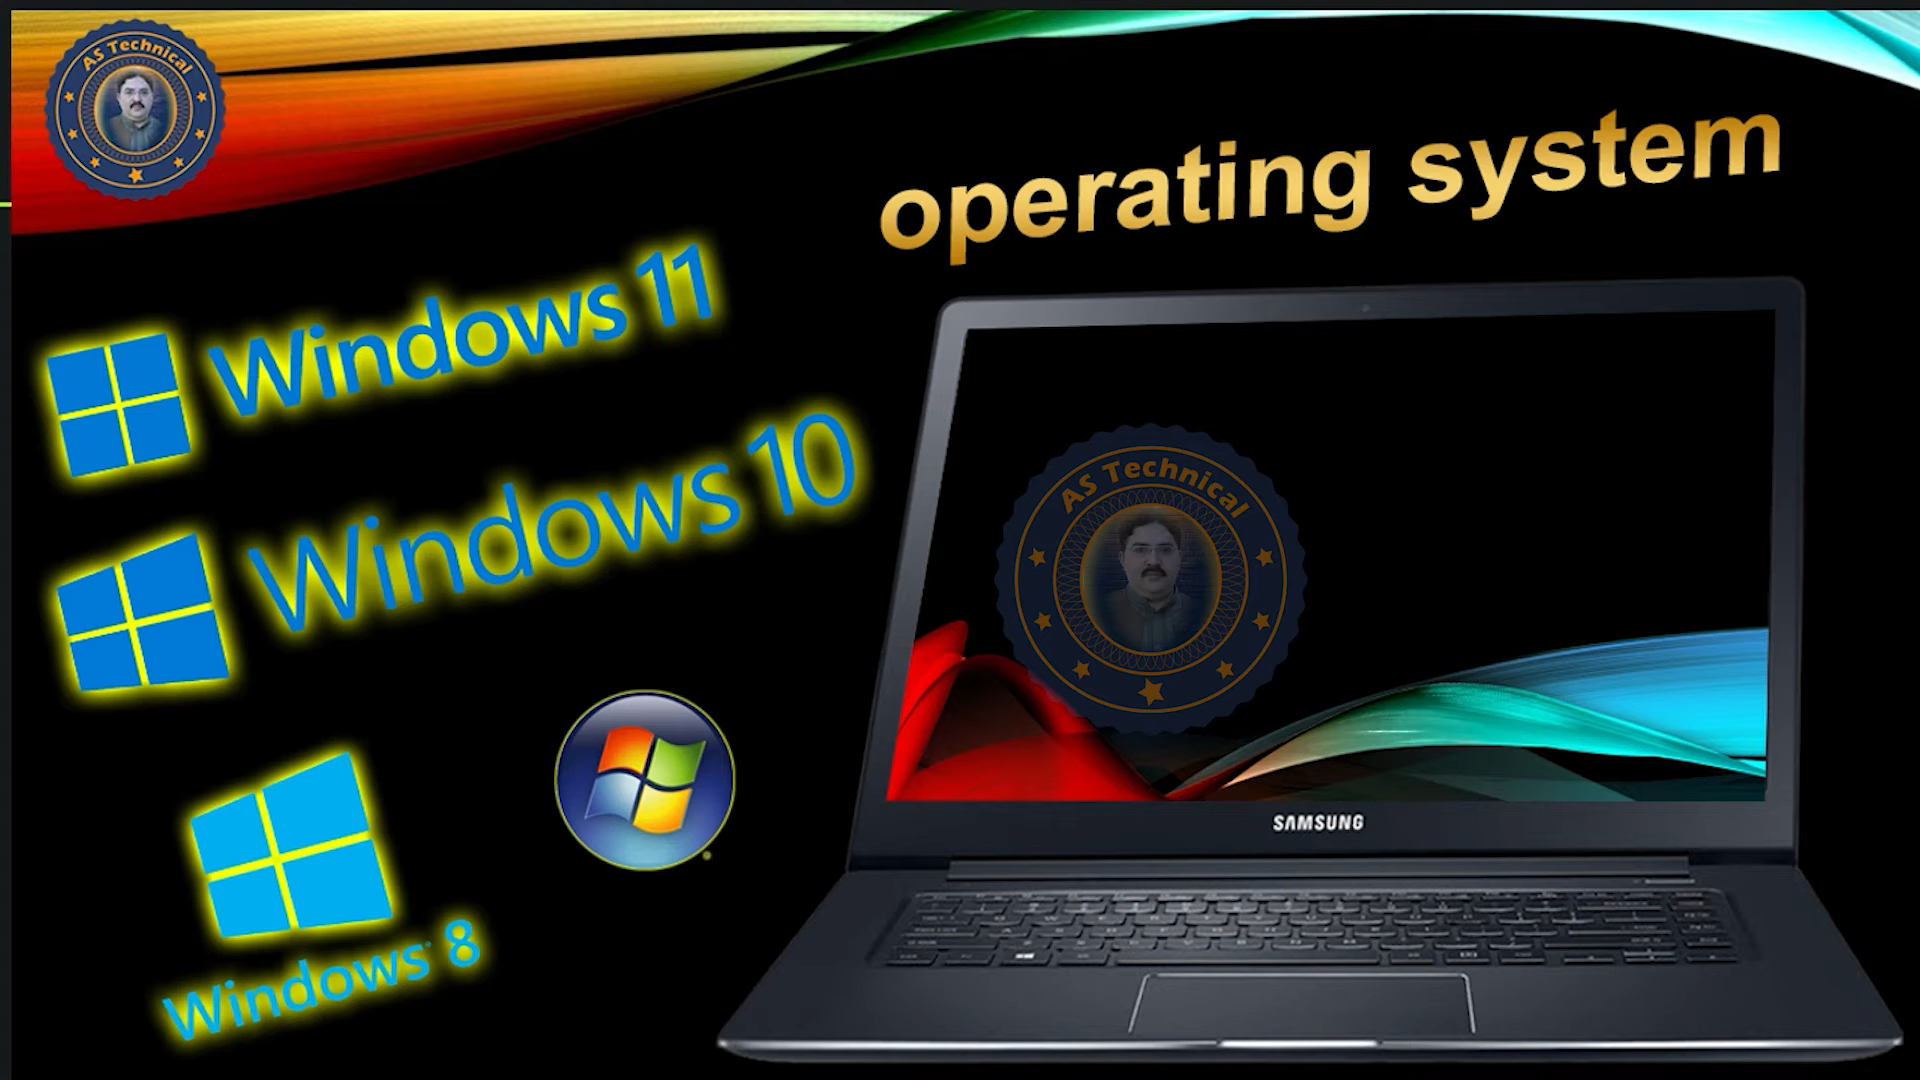 AS Technical
operating system
Windows 11
Windows 10
AS Technical
SAMSUNG
Windows 8